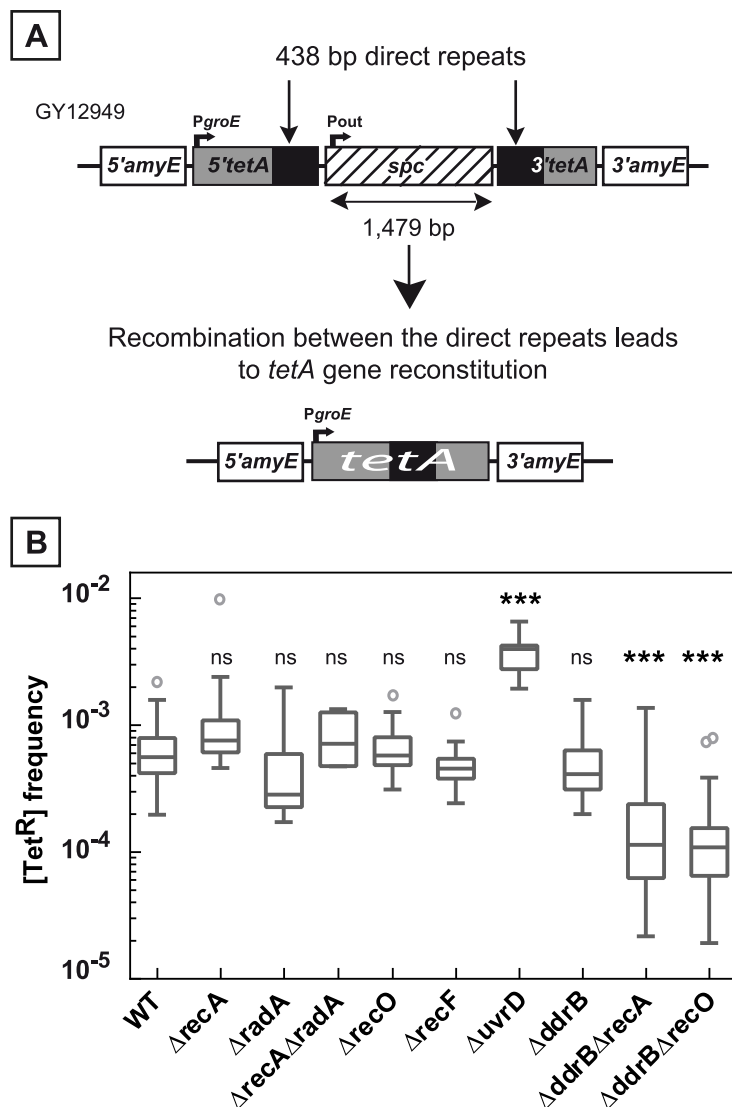 A
438 bp direct repeats
GY12949
PgroE
Pout
5'amyE
5'tetA
spc
3'tetA
3'amyE
1,479 bp
Recombination between the direct repeats leads
to tetA gene reconstitution
PgroE
5'amyE
tetA
3'amyE
B
[Tet^R] frequency
10^-2
10^-3
10^-4
10^-5
ns ns ns ns ns *** ns *** ***
WT
ΔrecA
ΔradA
ΔrecAΔradA
ΔrecO
ΔrecF
ΔuvrD
ΔddrB
ΔddrBΔrecA
ΔddrBΔrecO